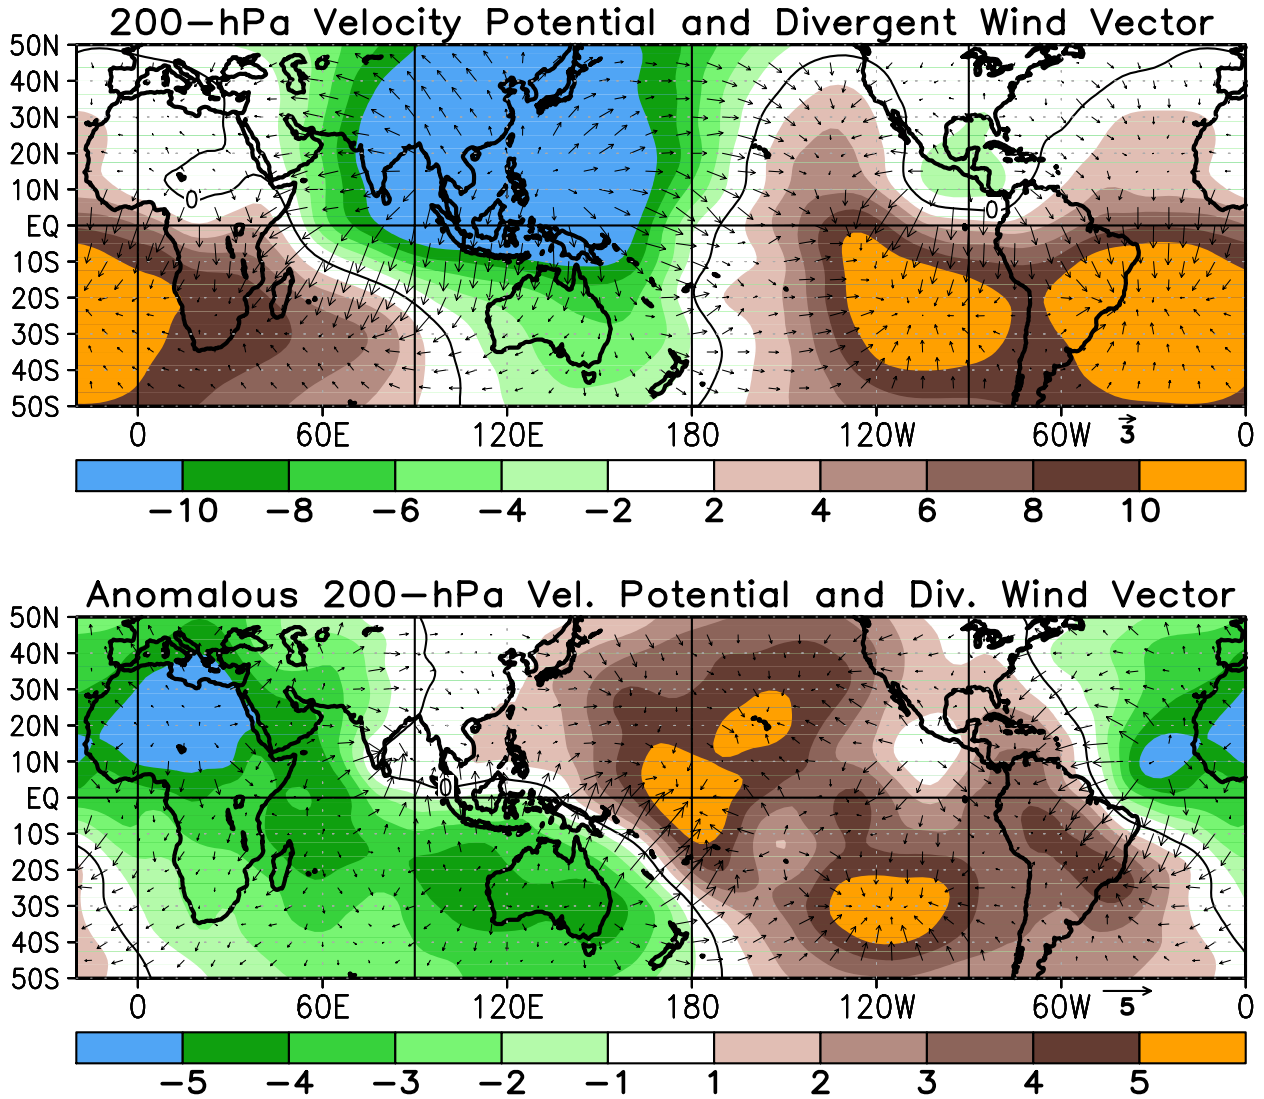 200-hPa Velocity Potential and Divergent Wind Vector
50N
40N
30N
20N
10N
EQ
10S
20S
30S
40S
50S
0
0
0 60E 120E 180 120W 60W 0
3
-10 -8 -6 -4 -2 2 4 6 8 10
Anomalous 200-hPa Vel. Potential and Div. Wind Vector
50N
40N
30N
20N
10N
EQ
10S
20S
30S
40S
50S
0
0 60E 120E 180 120W 60W 0
5
-5 -4 -3 -2 -1 1 2 3 4 5